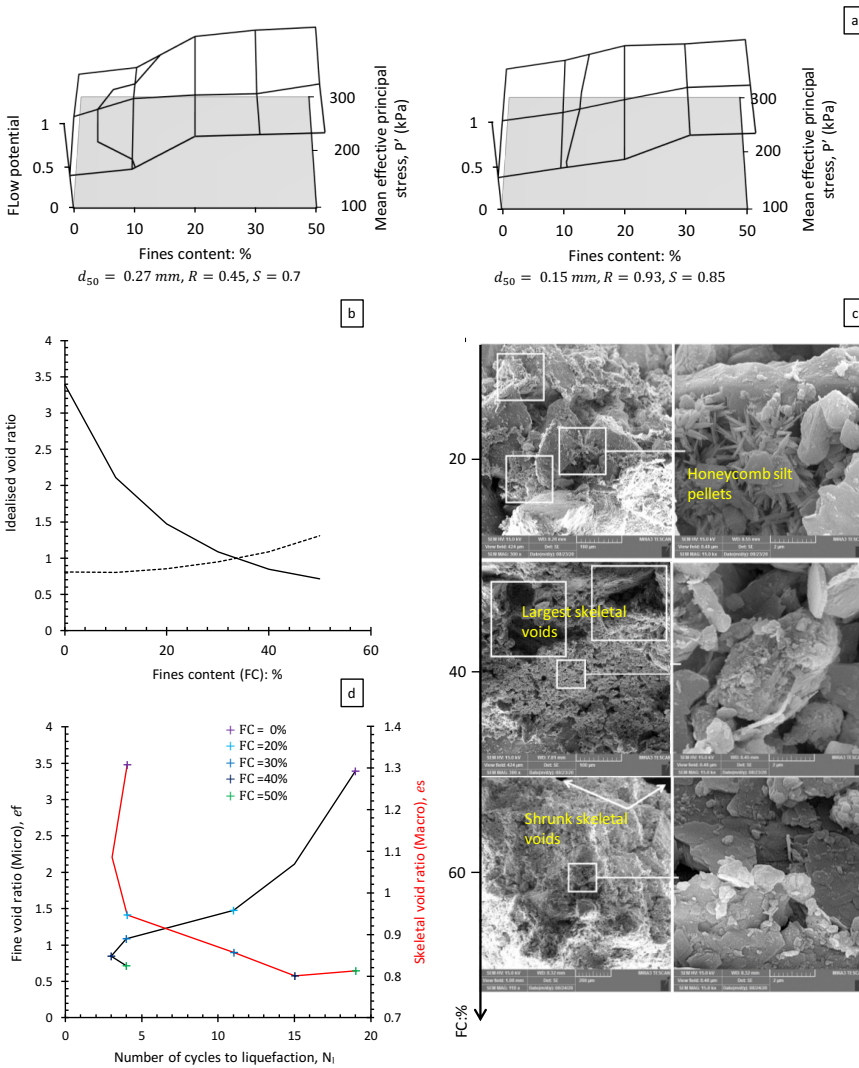 a
FLow potential
1
0.5
0
0
10
20
30
50
300
200
100
Mean effective principal
stress, P' (kPa)
Fines content: %
d50 = 0.27 mm, R = 0.45, S = 0.7
1
0.5
0
0
10
20
30
50
300
200
100
Mean effective principal
stress, P' (kPa)
Fines content: %
d50 = 0.15 mm, R = 0.93, S = 0.85
b
Idealised void ratio
4
3.5
3
2.5
2
1.5
1
0.5
0
0
20
40
60
Fines content (FC): %
c
20
40
60
FC:%
Honeycomb silt
pellets
Largest skeletal
voids
Shrunk skeletal
voids
d
Fine void ratio (Micro), ef
4
3.5
3
2.5
2
1.5
1
0.5
0
FC = 0%
FC =20%
FC =30%
FC =40%
FC =50%
1.4
1.3
1.2
1.1
1
0.9
0.8
0.7
Skeletal void ratio (Macro), es
0
5
10
15
20
Number of cycles to liquefaction, Nl